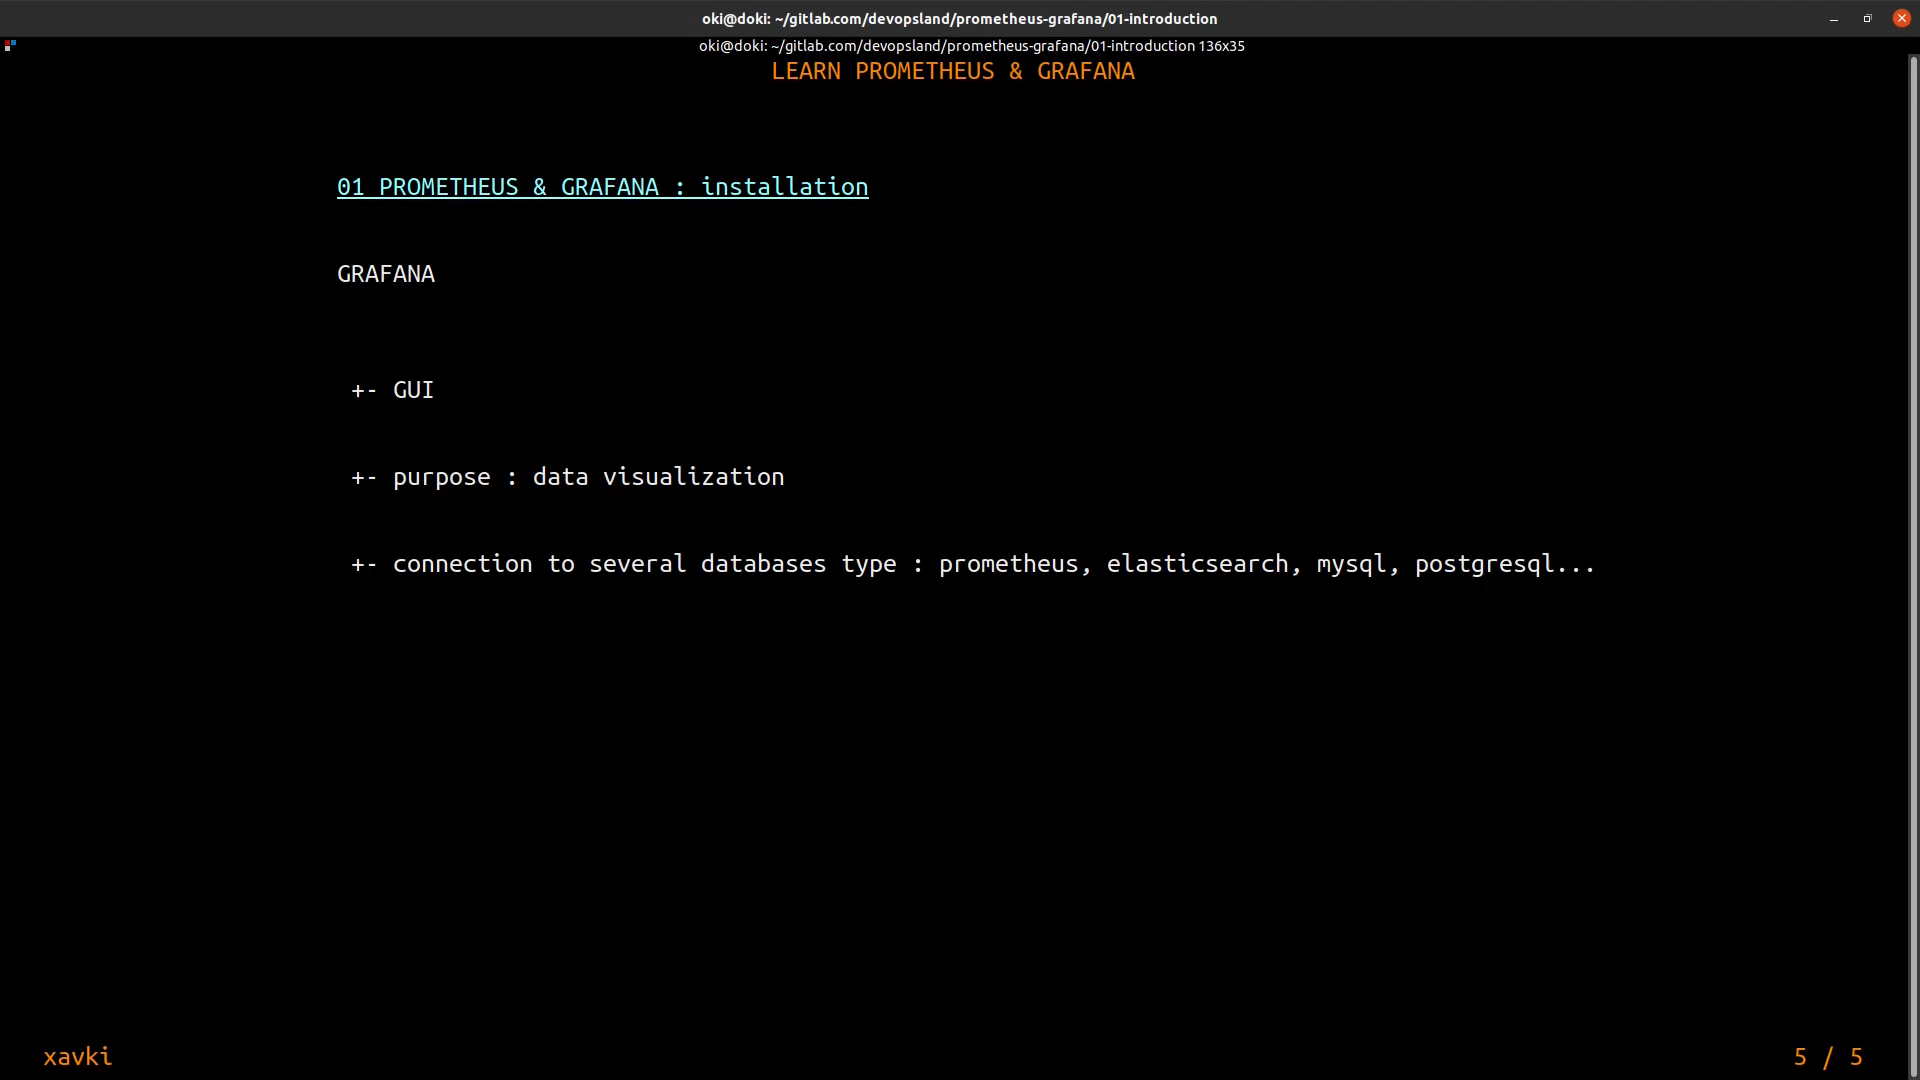 oki@doki: ~/gitlab.com/devopsland/prometheus-grafana/01-introduction
oki@doki: ~/gitlab.com/devopsland/prometheus-grafana/01-introduction 136x35
LEARN PROMETHEUS & GRAFANA
01 PROMETHEUS & GRAFANA : installation
GRAFANA
+- GUI
+- purpose : data visualization
+- connection to several databases type : prometheus, elasticsearch, mysql, postgresql...
xavki
5 / 5